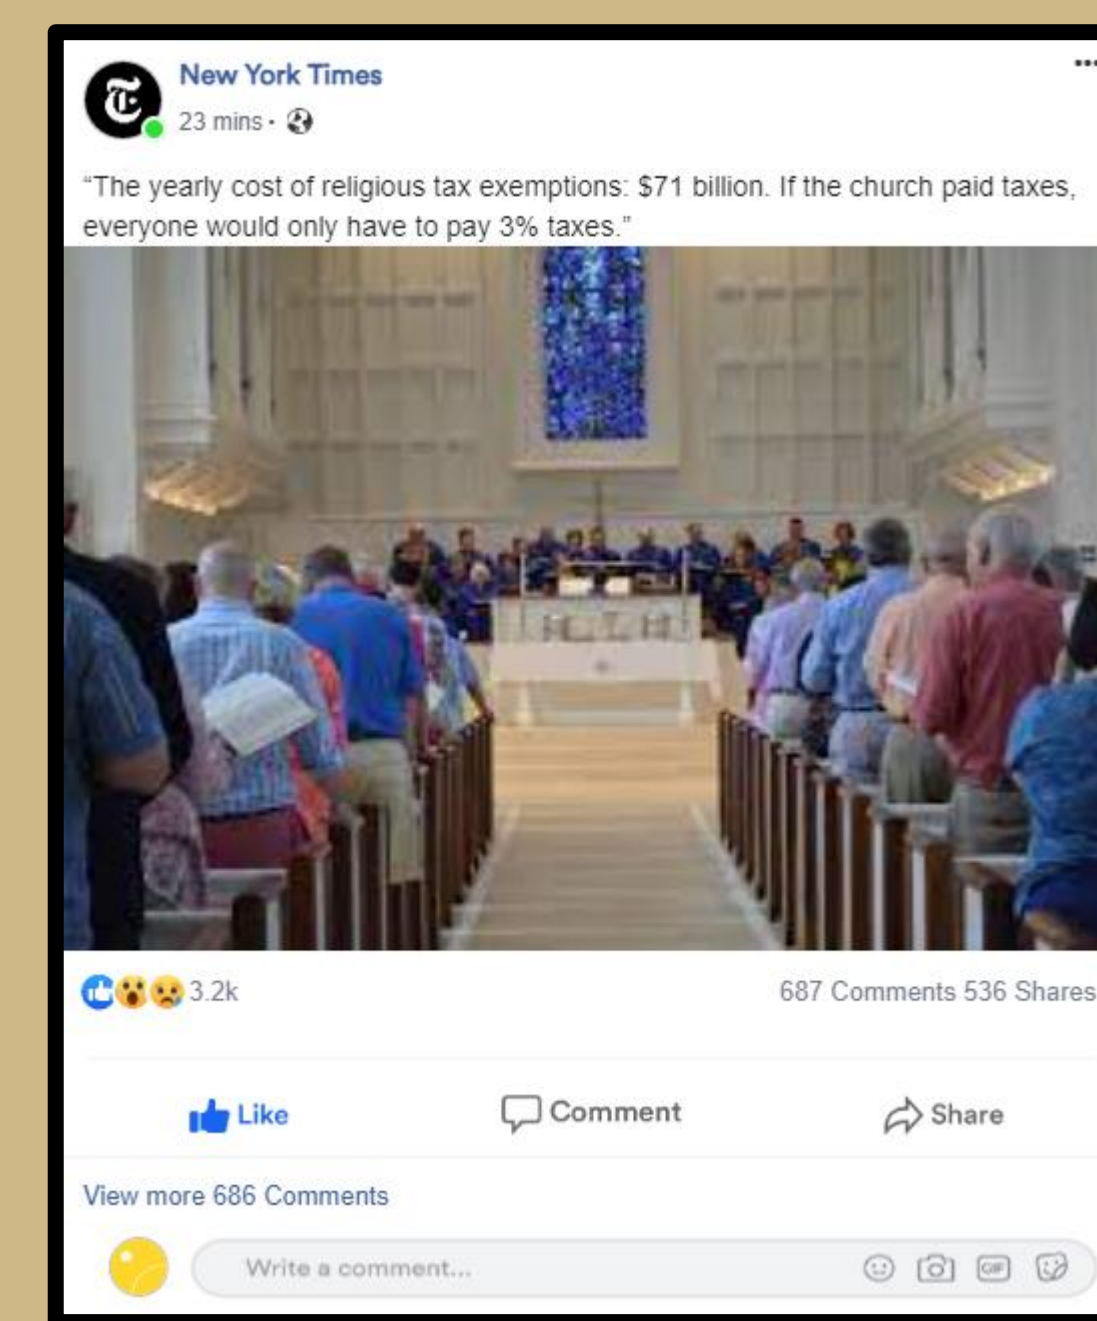 New York Times
23 mins ·
“The yearly cost of religious tax exemptions: $71 billion. If the church paid taxes,
everyone would only have to pay 3% taxes.”
3.2k
687 Comments 536 Shares
Like
Comment
Share
View more 686 Comments
Write a comment...
GIF